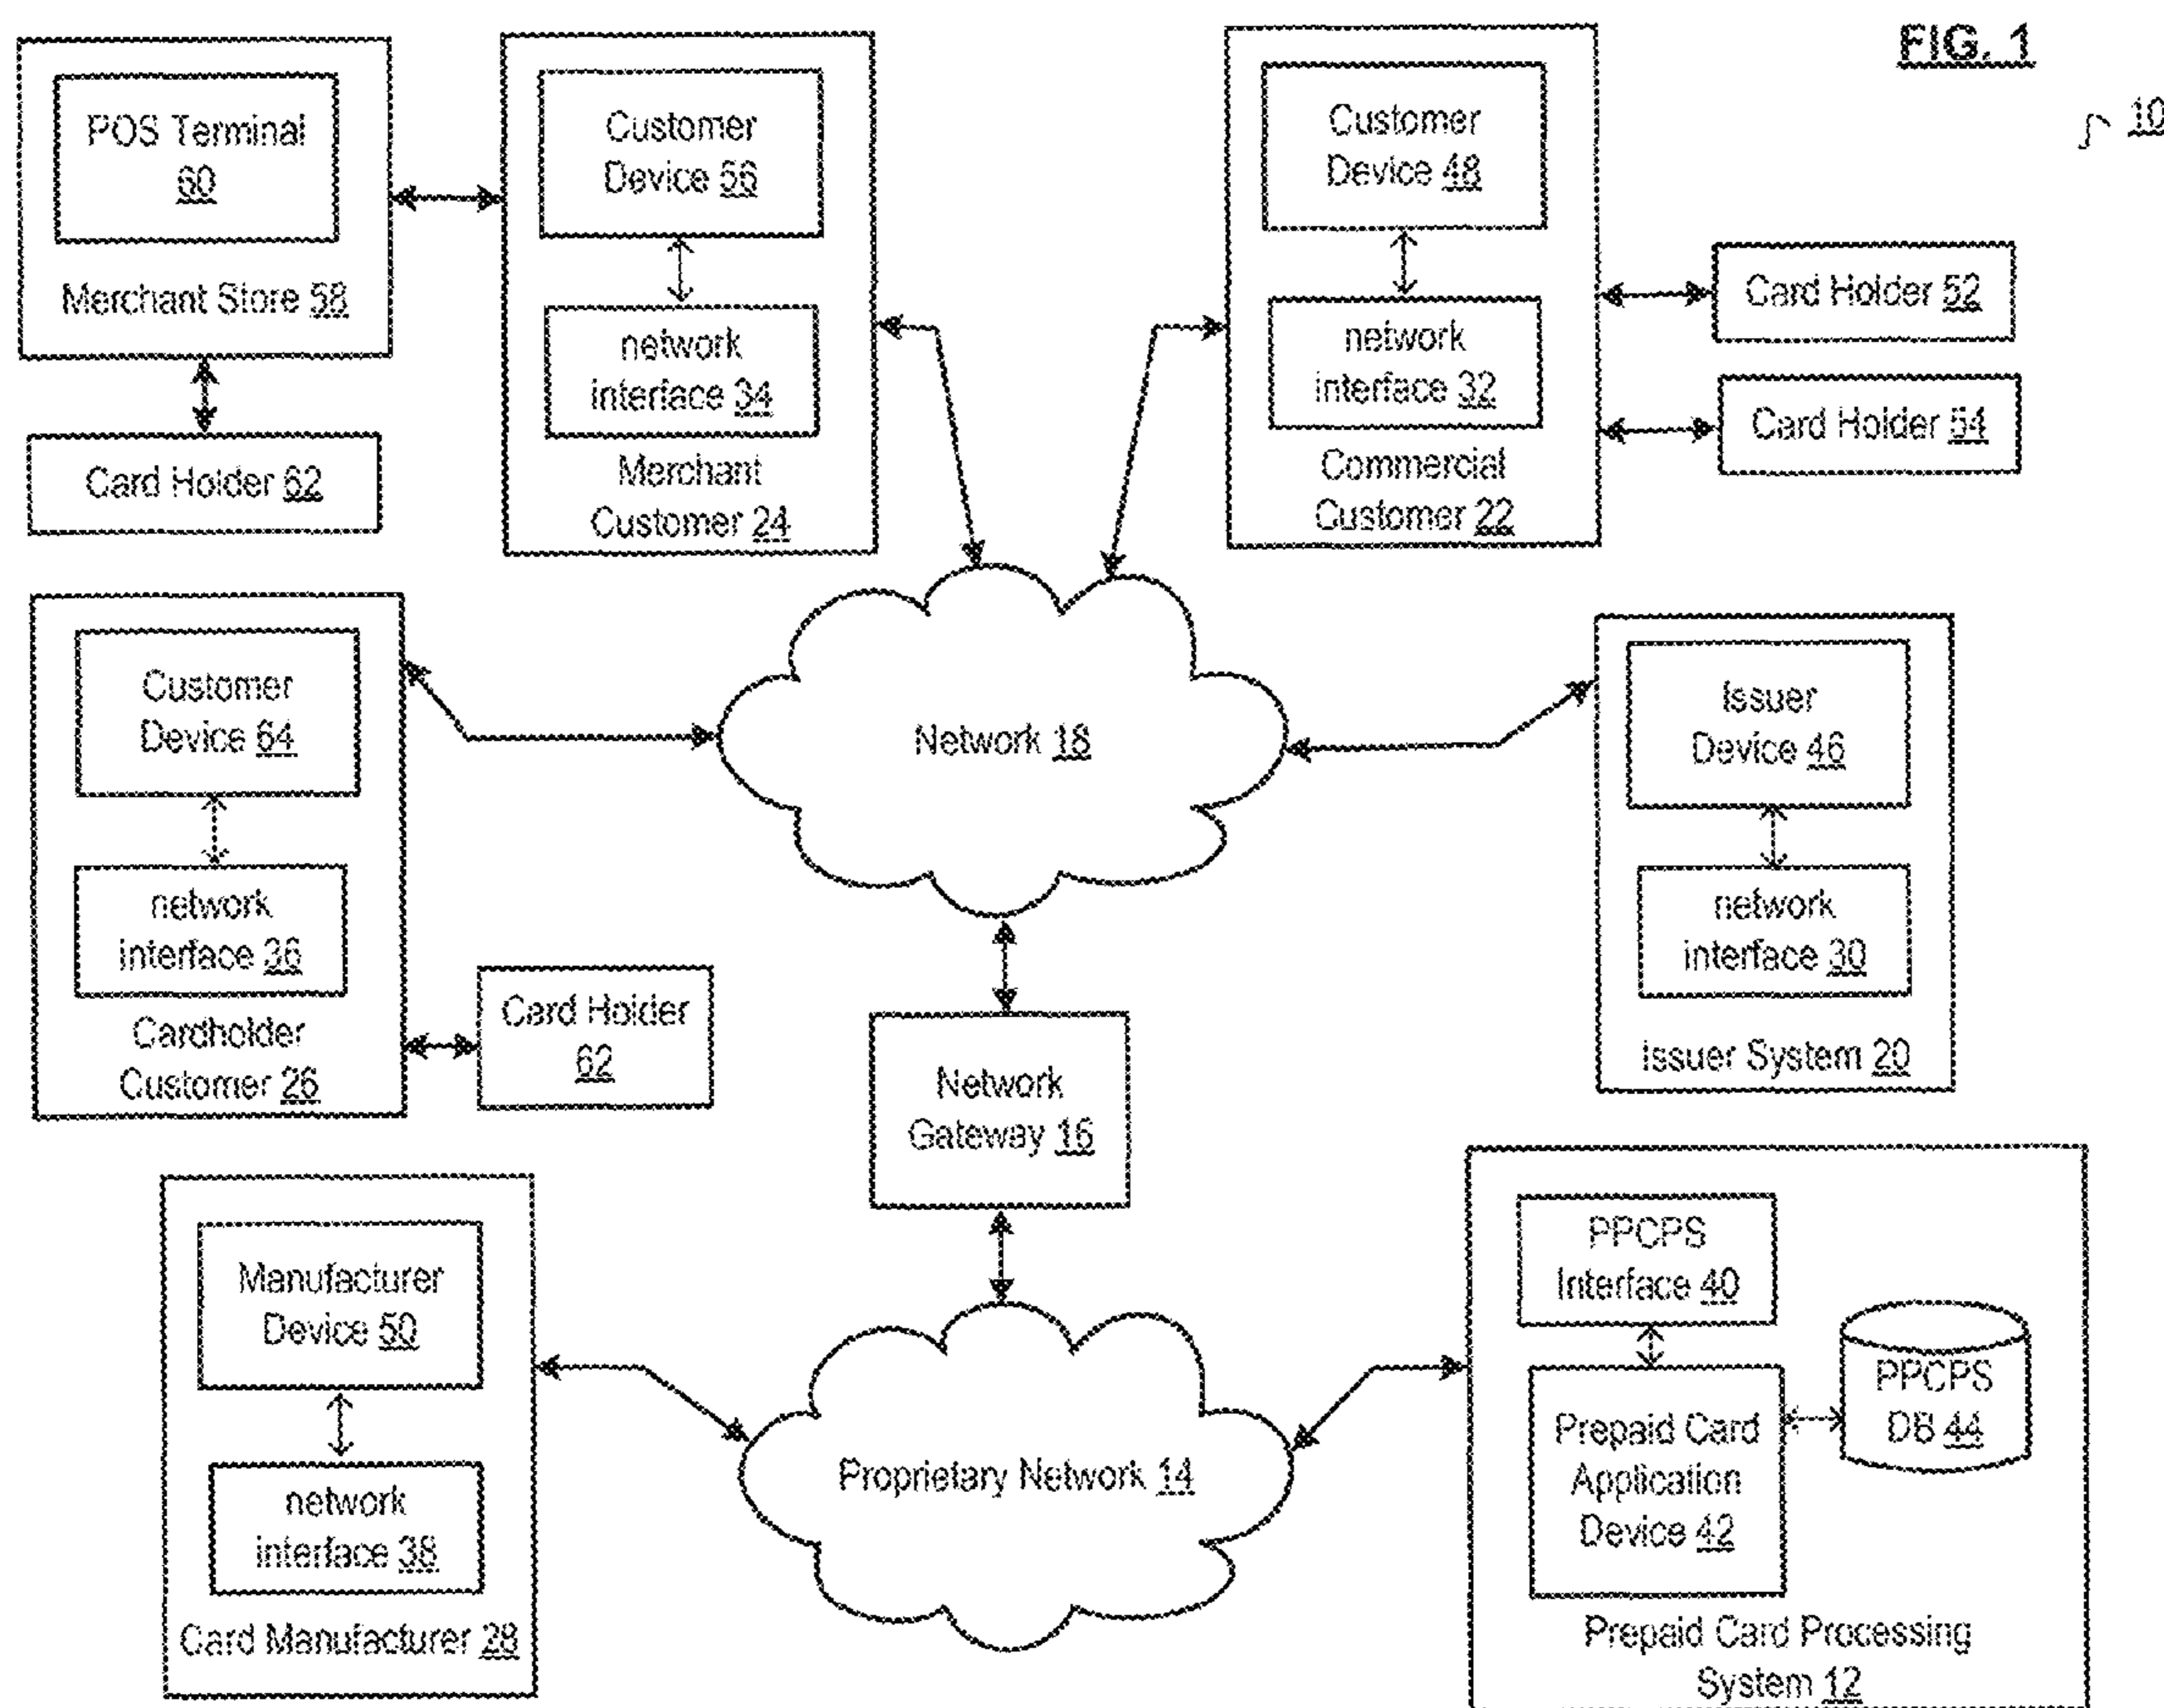 FIG. 1
10
POS Terminal
60
Merchant Store 58
Card Holder 62
Customer
Device 56
network
interface 34
Merchant
Customer 24
Customer
Device 48
network
interface 32
Commercial
Customer 22
Card Holder 52
Card Holder 54
Customer
Device 64
network
interface 36
Cardholder
Customer 26
Card Holder
62
Network 18
Issuer
Device 46
network
interface 30
Issuer System 20
Network
Gateway 16
Manufacturer
Device 50
network
interface 38
Card Manufacturer 28
Proprietary Network 14
PPCPS
Interface 40
Prepaid Card
Application
Device 42
PPCPS
DB 44
Prepaid Card Processing
System 12